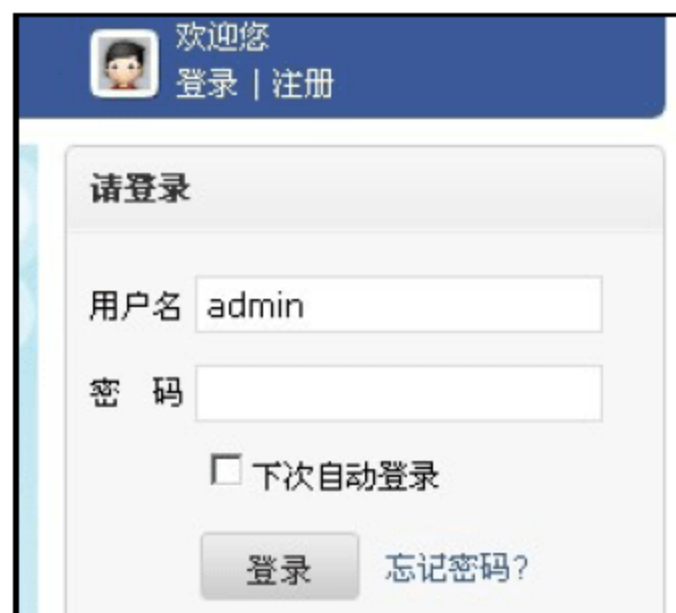 欢迎您
登录 | 注册
请登录
用户名 admin
密 码
下次自动登录
登录 忘记密码?